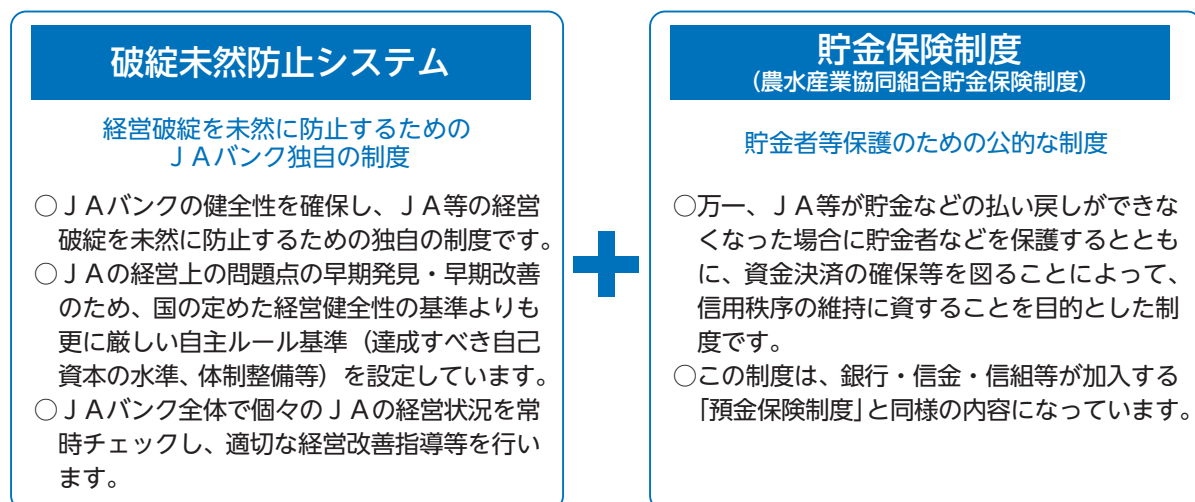 破綻未然防止システム
経営破綻を未然に防止するための
ＪＡバンク独自の制度
○ＪＡバンクの健全性を確保し、ＪＡ等の経営
破綻を未然に防止するための独自の制度です。
○ＪＡの経営上の問題点の早期発見・早期改善
のため、国の定めた経営健全性の基準よりも
更に厳しい自主ルール基準（達成すべき自己
資本の水準、体制整備等）を設定しています。
○ＪＡバンク全体で個々のＪＡの経営状況を常
時チェックし、適切な経営改善指導等を行い
ます。
貯金保険制度
（農水産業協同組合貯金保険制度）
貯金者等保護のための公的な制度
○万一、ＪＡ等が貯金などの払い戻しができな
くなった場合に貯金者などを保護するととも
に、資金決済の確保等を図ることによって、
信用秩序の維持に資することを目的とした制
度です。
○この制度は、銀行・信金・信組等が加入する
「預金保険制度」と同様の内容になっています。